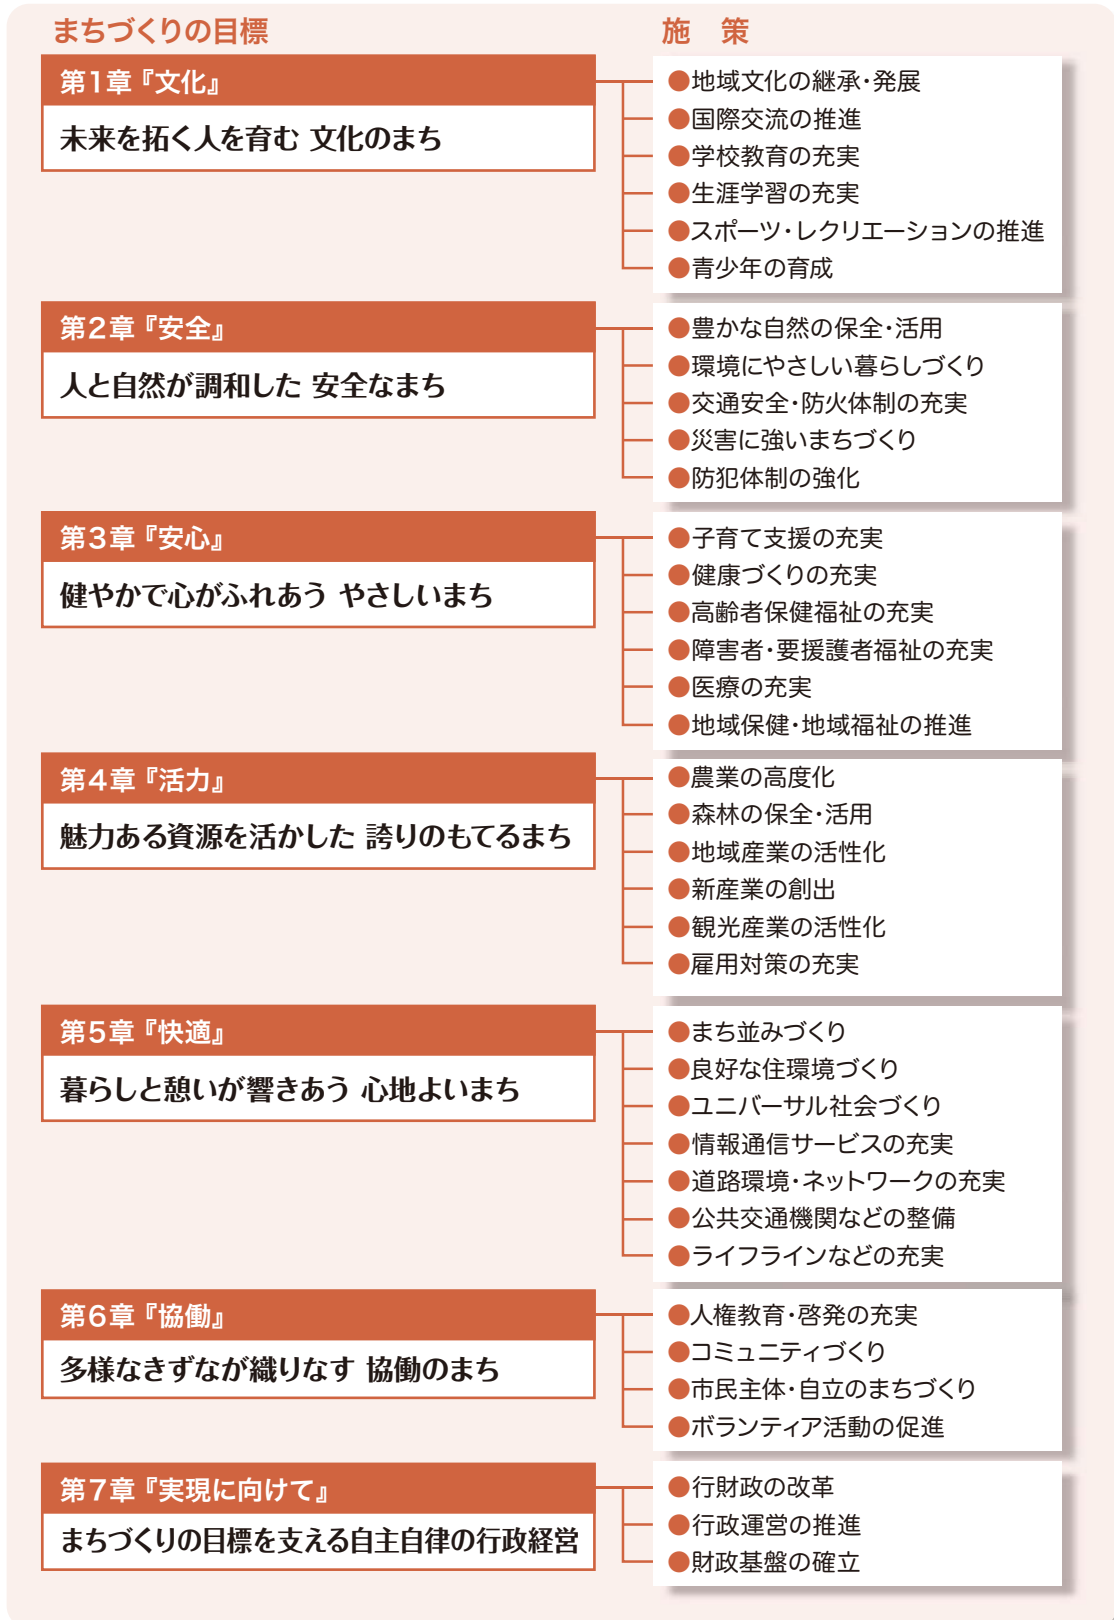 まちづくりの目標
施　策
第1章『文化』
未来を拓く人を育む 文化のまち
●地域文化の継承・発展
●国際交流の推進
●学校教育の充実
●生涯学習の充実
●スポーツ・レクリエーションの推進
●青少年の育成
第2章『安全』
人と自然が調和した 安全なまち
●豊かな自然の保全・活用
●環境にやさしい暮らしづくり
●交通安全・防火体制の充実
●災害に強いまちづくり
●防犯体制の強化
第3章『安心』
健やかで心がふれあう やさしいまち
●子育て支援の充実
●健康づくりの充実
●高齢者保健福祉の充実
●障害者・要援護者福祉の充実
●医療の充実
●地域保健・地域福祉の推進
第4章『活力』
魅力ある資源を活かした 誇りのもてるまち
●農業の高度化
●森林の保全・活用
●地域産業の活性化
●新産業の創出
●観光産業の活性化
●雇用対策の充実
第5章『快適』
暮らしと憩いが響きあう 心地よいまち
●まち並みづくり
●良好な住環境づくり
●ユニバーサル社会づくり
●情報通信サービスの充実
●道路環境・ネットワークの充実
●公共交通機関などの整備
●ライフラインなどの充実
第6章『協働』
多様なきずなが織りなす 協働のまち
●人権教育・啓発の充実
●コミュニティづくり
●市民主体・自立のまちづくり
●ボランティア活動の促進
第7章『実現に向けて』
まちづくりの目標を支える自主自律の行政経営
●行財政の改革
●行政運営の推進
●財政基盤の確立